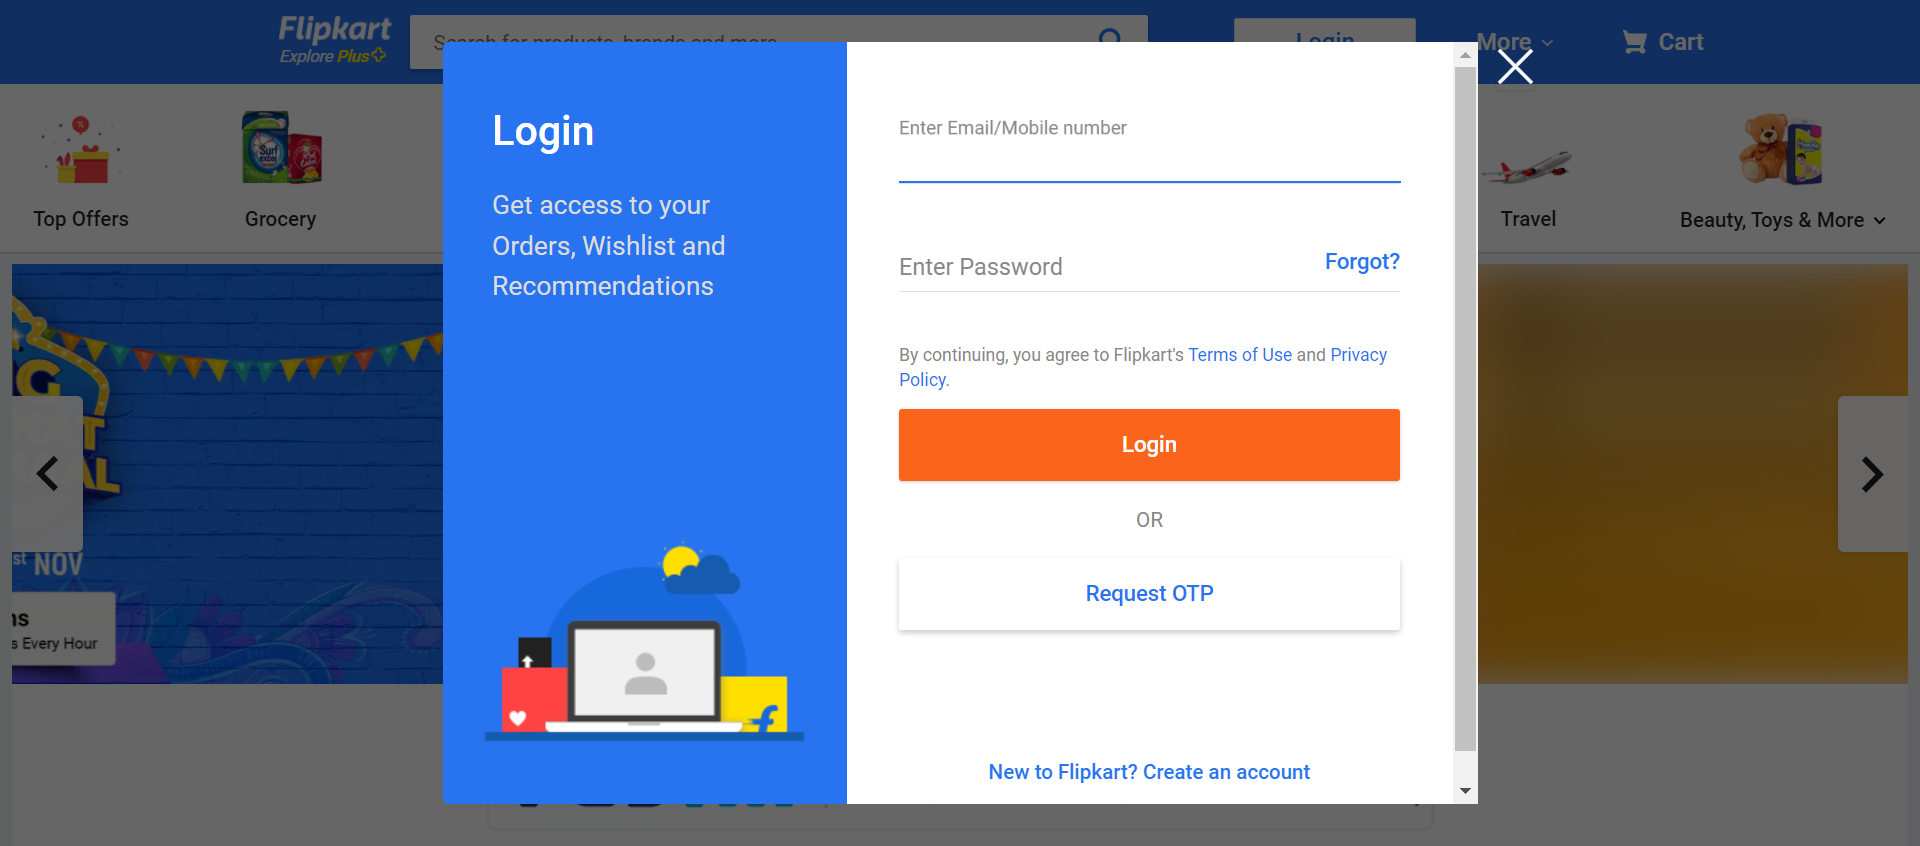 Flipkart
Explore Plus
Search for products, brands and more
Login
More
Cart
Top Offers
Grocery
Travel
Beauty, Toys & More
Login
Get access to your
Orders, Wishlist and
Recommendations
Enter Email/Mobile number
Enter Password
Forgot?
By continuing, you agree to Flipkart's Terms of Use and Privacy
Policy.
Login
OR
Request OTP
New to Flipkart? Create an account
st NOV
s Every Hour